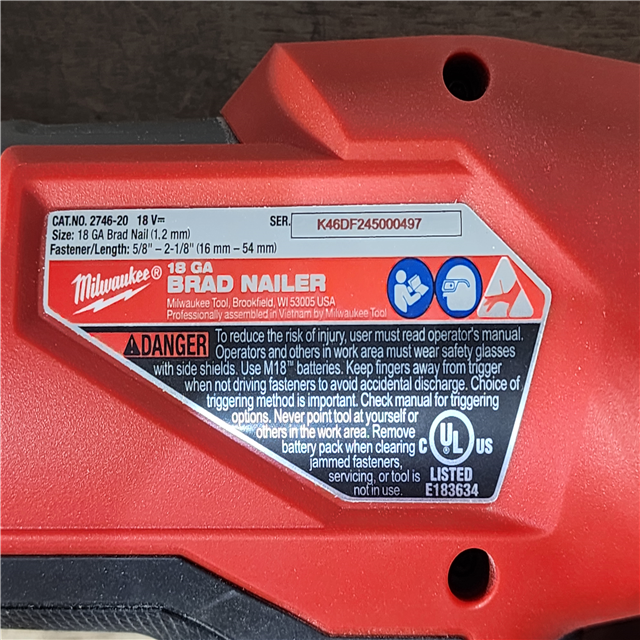 CAT.NO. 2746-20 18 V⎓ SER. K46DF245000497
Size: 18 GA Brad Nail (1,2 mm)
Fastener/Length: 5/8" – 2-1/8" (16 mm – 54 mm)
Milwaukee®
18 GA
BRAD NAILER
Milwaukee Tool, Brookfield, WI 53005 USA
Professionally assembled in Vietnam by Milwaukee Tool
DANGER To reduce the risk of injury, user must read operator's manual.
Operators and others in work area must wear safety glasses
with side shields. Use M18™ batteries. Keep fingers away from trigger
when not driving fasteners to avoid accidental discharge. Choice of
triggering method is important. Check manual for triggering
options. Never point tool at yourself or
others in the work area. Remove
battery pack when clearing
jammed fasteners,
servicing, or tool is
not in use.
C UL US
LISTED
E183634